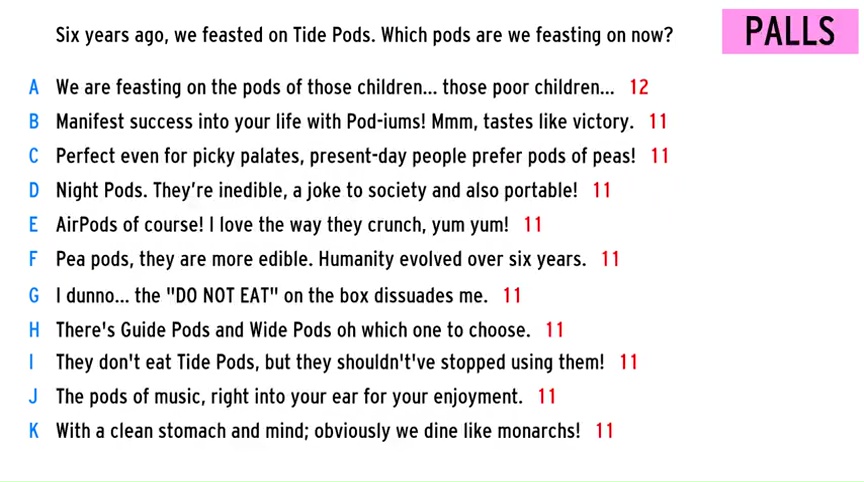 Six years ago, we feasted on Tide Pods. Which pods are we feasting on now?
PALLS
A We are feasting on the pods of those children... those poor children... 12
B Manifest success into your life with Pod-iums! Mmm, tastes like victory. 11
C Perfect even for picky palates, present-day people prefer pods of peas! 11
D Night Pods. They're inedible, a joke to society and also portable! 11
E AirPods of course! I love the way they crunch, yum yum! 11
F Pea pods, they are more edible. Humanity evolved over six years. 11
G I dunno... the "DO NOT EAT" on the box dissuades me. 11
H There's Guide Pods and Wide Pods oh which one to choose. 11
I They don't eat Tide Pods, but they shouldn't've stopped using them! 11
J The pods of music, right into your ear for your enjoyment. 11
K With a clean stomach and mind; obviously we dine like monarchs! 11